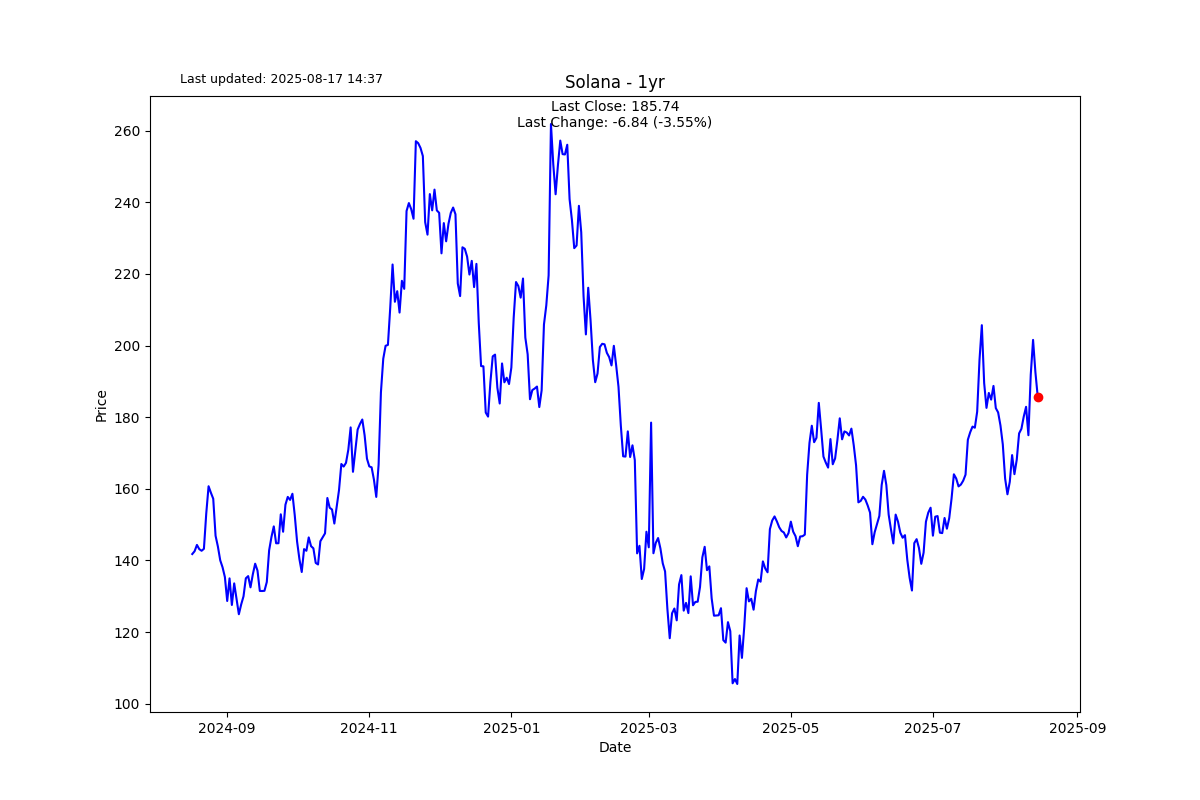 Last updated: 2025-08-17 14:37
Solana - 1yr
Last Close: 185.74
Last Change: -6.84 (-3.55%)
260
240
220
200
180
160
140
120
100
Price
2024-09
2024-11
2025-01
2025-03
2025-05
2025-07
2025-09
Date